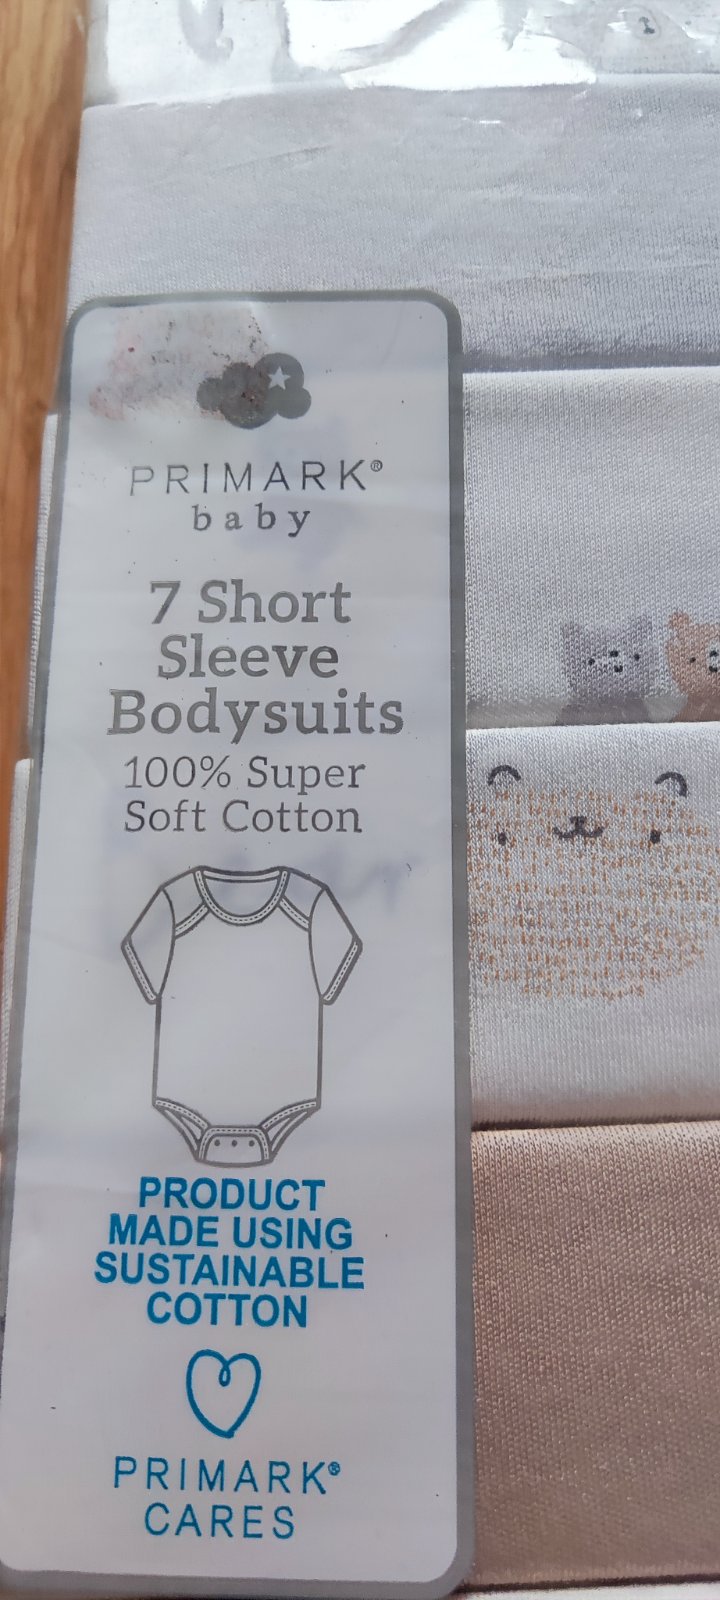 PRIMARK®
baby
7 Short
Sleeve
Bodysuits
100% Super
Soft Cotton
PRODUCT
MADE USING
SUSTAINABLE
COTTON
PRIMARK®
CARES